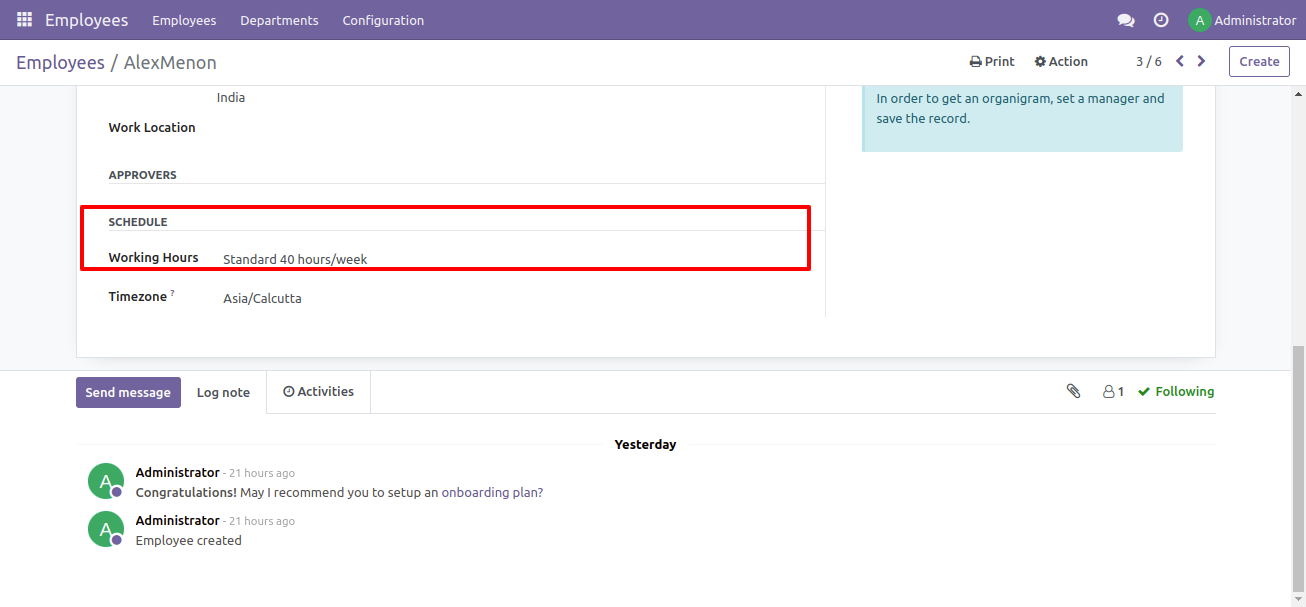 Employees Employees Departments Configuration A Administrator
Employees / AlexMenon Print Action 3 / 6 Create
India
Work Location
APPROVERS
SCHEDULE
Working Hours Standard 40 hours/week
Timezone ? Asia/Calcutta
In order to get an organigram, set a manager and
save the record.
Send message Log note Activities 1 Following
Yesterday
A Administrator - 21 hours ago
Congratulations! May I recommend you to setup an onboarding plan?
A Administrator - 21 hours ago
Employee created